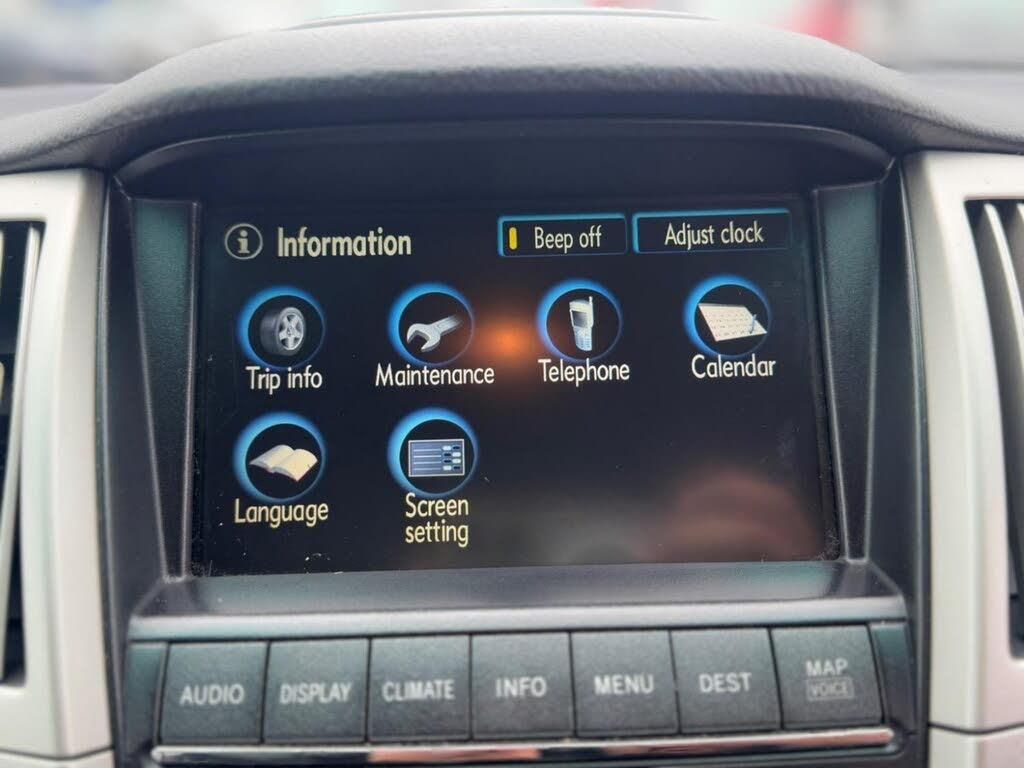 i Information
Beep off
Adjust clock
Trip info
Maintenance
Telephone
Calendar
Language
Screen
setting
AUDIO
DISPLAY
CLIMATE
INFO
MENU
DEST
MAP
VOICE